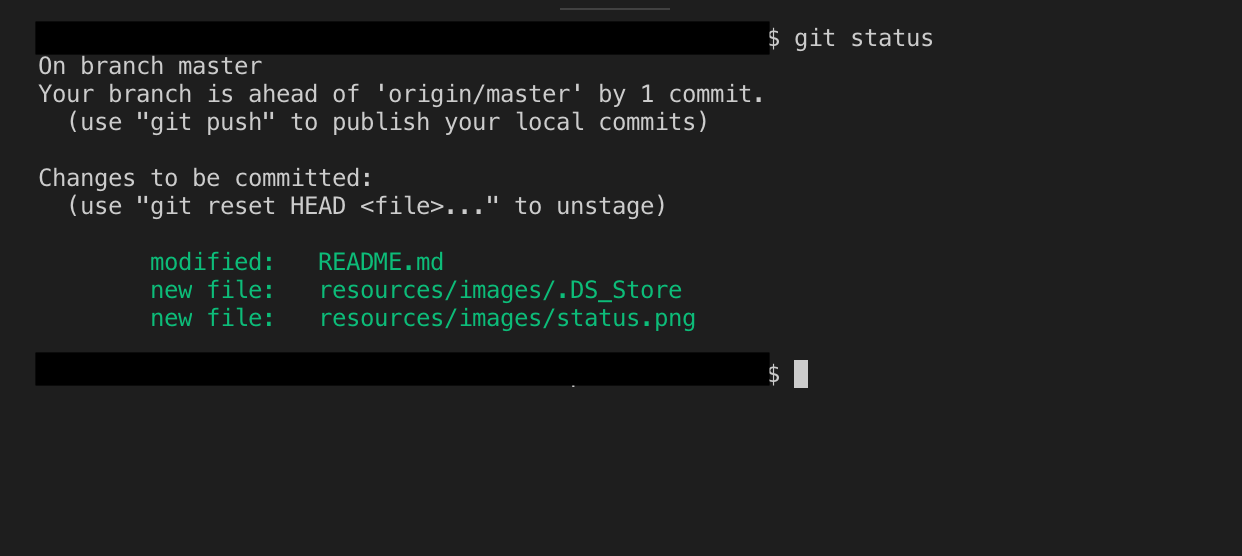 $ git status
On branch master
Your branch is ahead of 'origin/master' by 1 commit.
  (use "git push" to publish your local commits)

Changes to be committed:
  (use "git reset HEAD <file>..." to unstage)

        modified:   README.md
        new file:   resources/images/.DS_Store
        new file:   resources/images/status.png

$